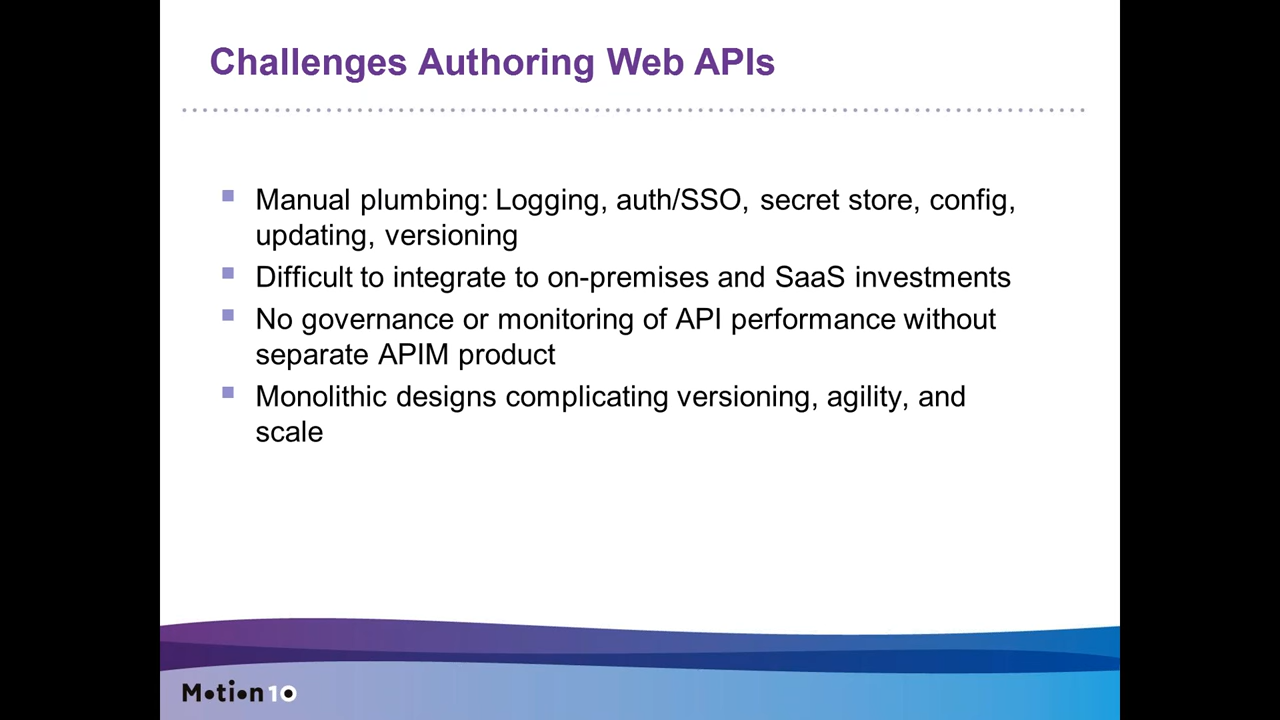 Challenges Authoring Web APIs
Manual plumbing: Logging, auth/SSO, secret store, config,
updating, versioning
Difficult to integrate to on-premises and SaaS investments
No governance or monitoring of API performance without
separate APIM product
Monolithic designs complicating versioning, agility, and
scale
Motion10